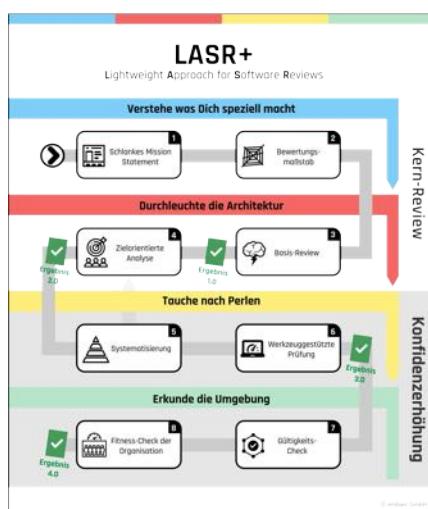 LASR+
Lightweight Approach for Software Reviews
Verstehe was Dich speziell macht
1
Schlankes Mission
Statement
2
Bewertungs-
maßstab
Durchleuchte die Architektur
4
Zielorientierte
Analyse
3
Basis-Review
Ergebnis
2.0
Ergebnis
1.0
Kern-Review
Tauche nach Perlen
5
Systematisierung
6
Werkzeuggestützte
Prüfung
Ergebnis
3.0
Erkunde die Umgebung
8
Fitness-Check der
Organisation
7
Gültigkeits-
Check
Ergebnis
4.0
Konfidenzerhöhung